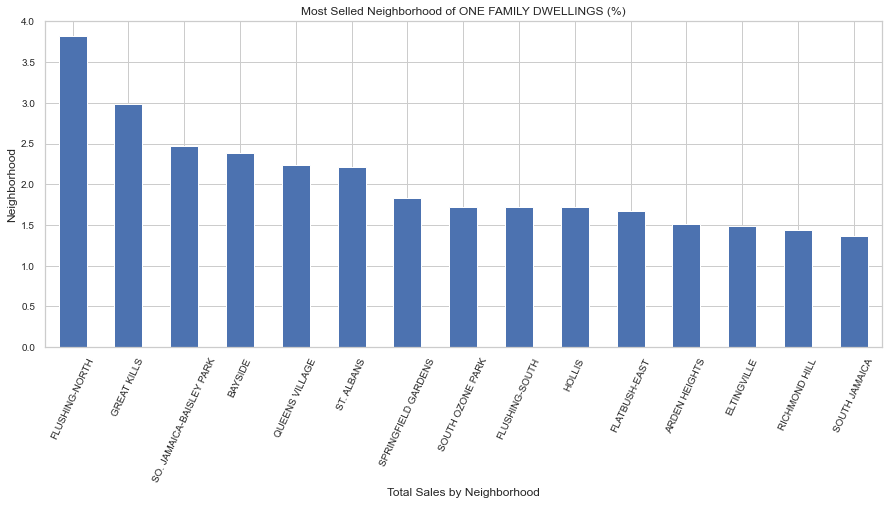 Most Selled Neighborhood of ONE FAMILY DWELLINGS (%)
Neighborhood
4.0
3.5
3.0
2.5
2.0
1.5
1.0
0.5
0.0
FLUSHING-NORTH
GREAT KILLS
SO. JAMAICA-BAISLEY PARK
BAYSIDE
QUEENS VILLAGE
ST. ALBANS
SPRINGFIELD GARDENS
SOUTH OZONE PARK
FLUSHING-SOUTH
HOLLIS
FLATBUSH-EAST
ARDEN HEIGHTS
ELTINGVILLE
RICHMOND HILL
SOUTH JAMAICA
Total Sales by Neighborhood